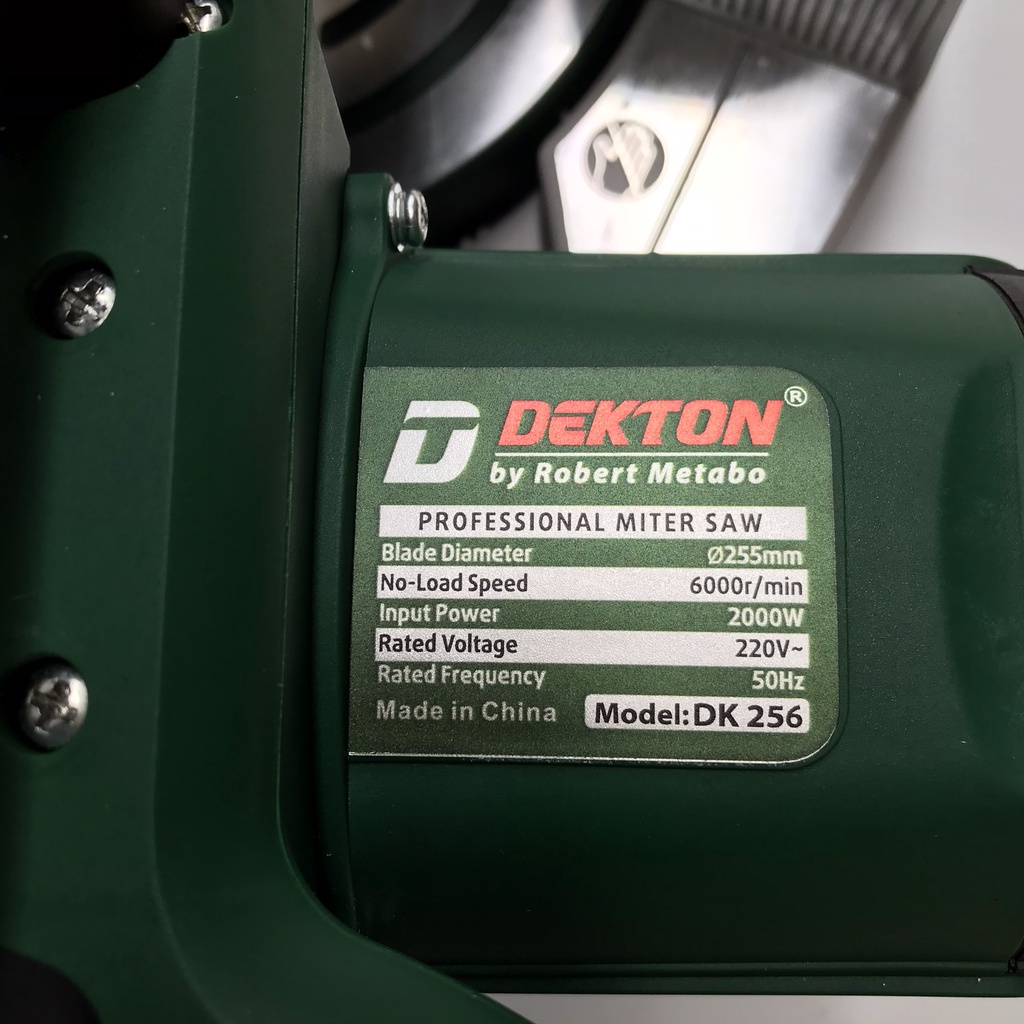 D DEKTON®
by Robert Metabo
PROFESSIONAL MITER SAW
Blade Diameter Ø255mm
No-Load Speed 6000r/min
Input Power 2000W
Rated Voltage 220V~
Rated Frequency 50Hz
Made in China Model: DK 256